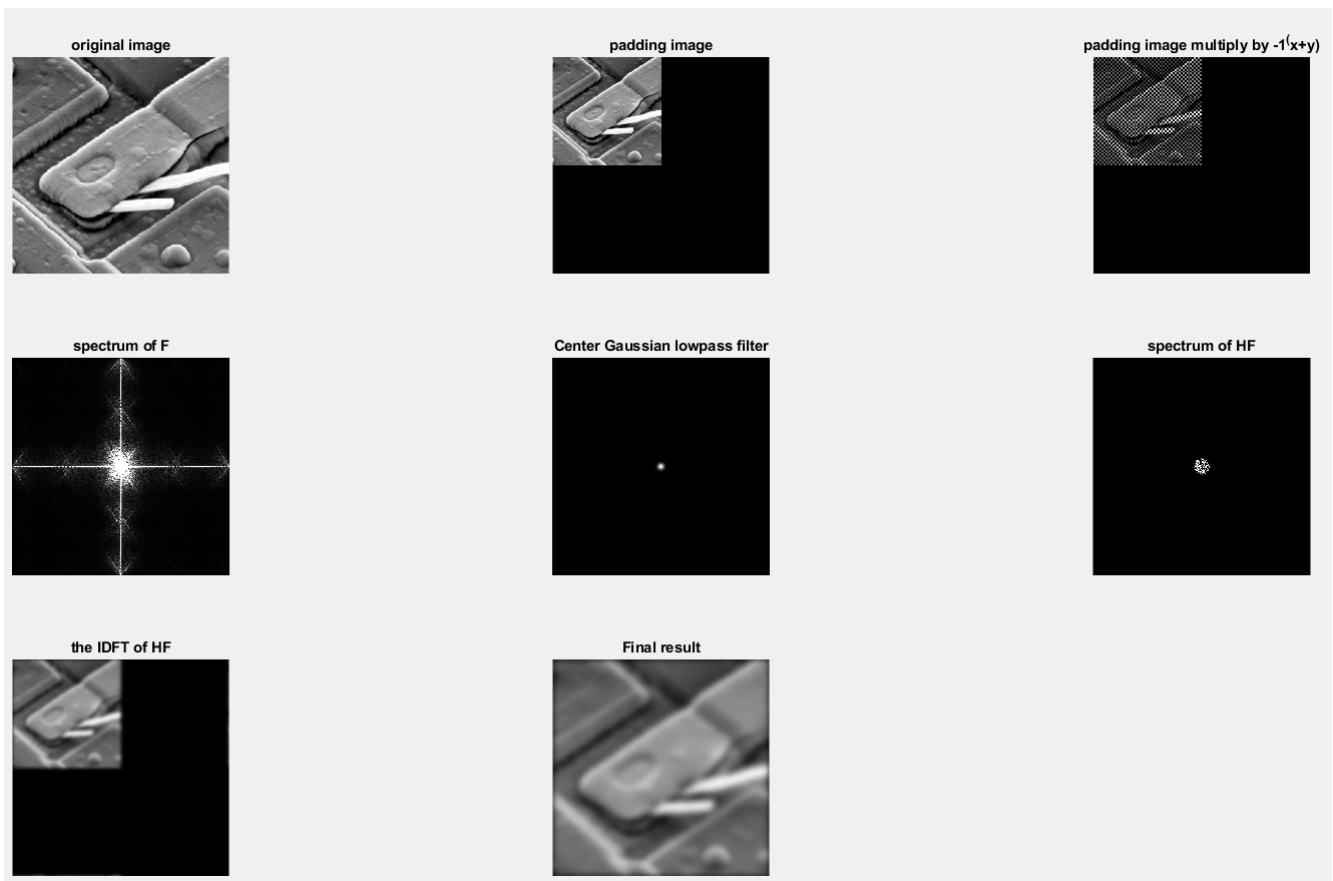 original image
padding image
padding image multiply by -1(x+y)
spectrum of F
Center Gaussian lowpass filter
spectrum of HF
the IDFT of HF
Final result